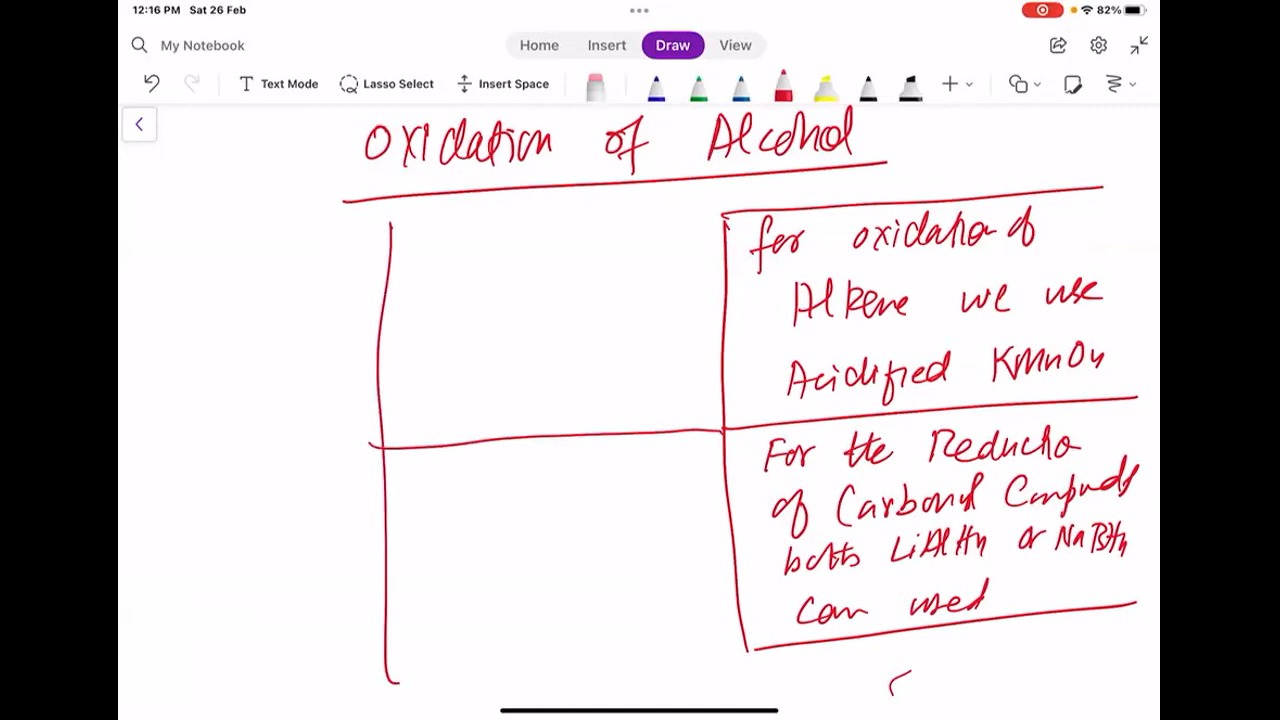 12:16 PM Sat 26 Feb
82%
My Notebook
Home Insert Draw View
Text Mode Lasso Select Insert Space
Oxidation of Alcohol
for oxidation of
Alkene we use
Acidified KMnO4
For the Reductio
of Carbonyl Compounds
both LiAlH4 or NaBH4
can used